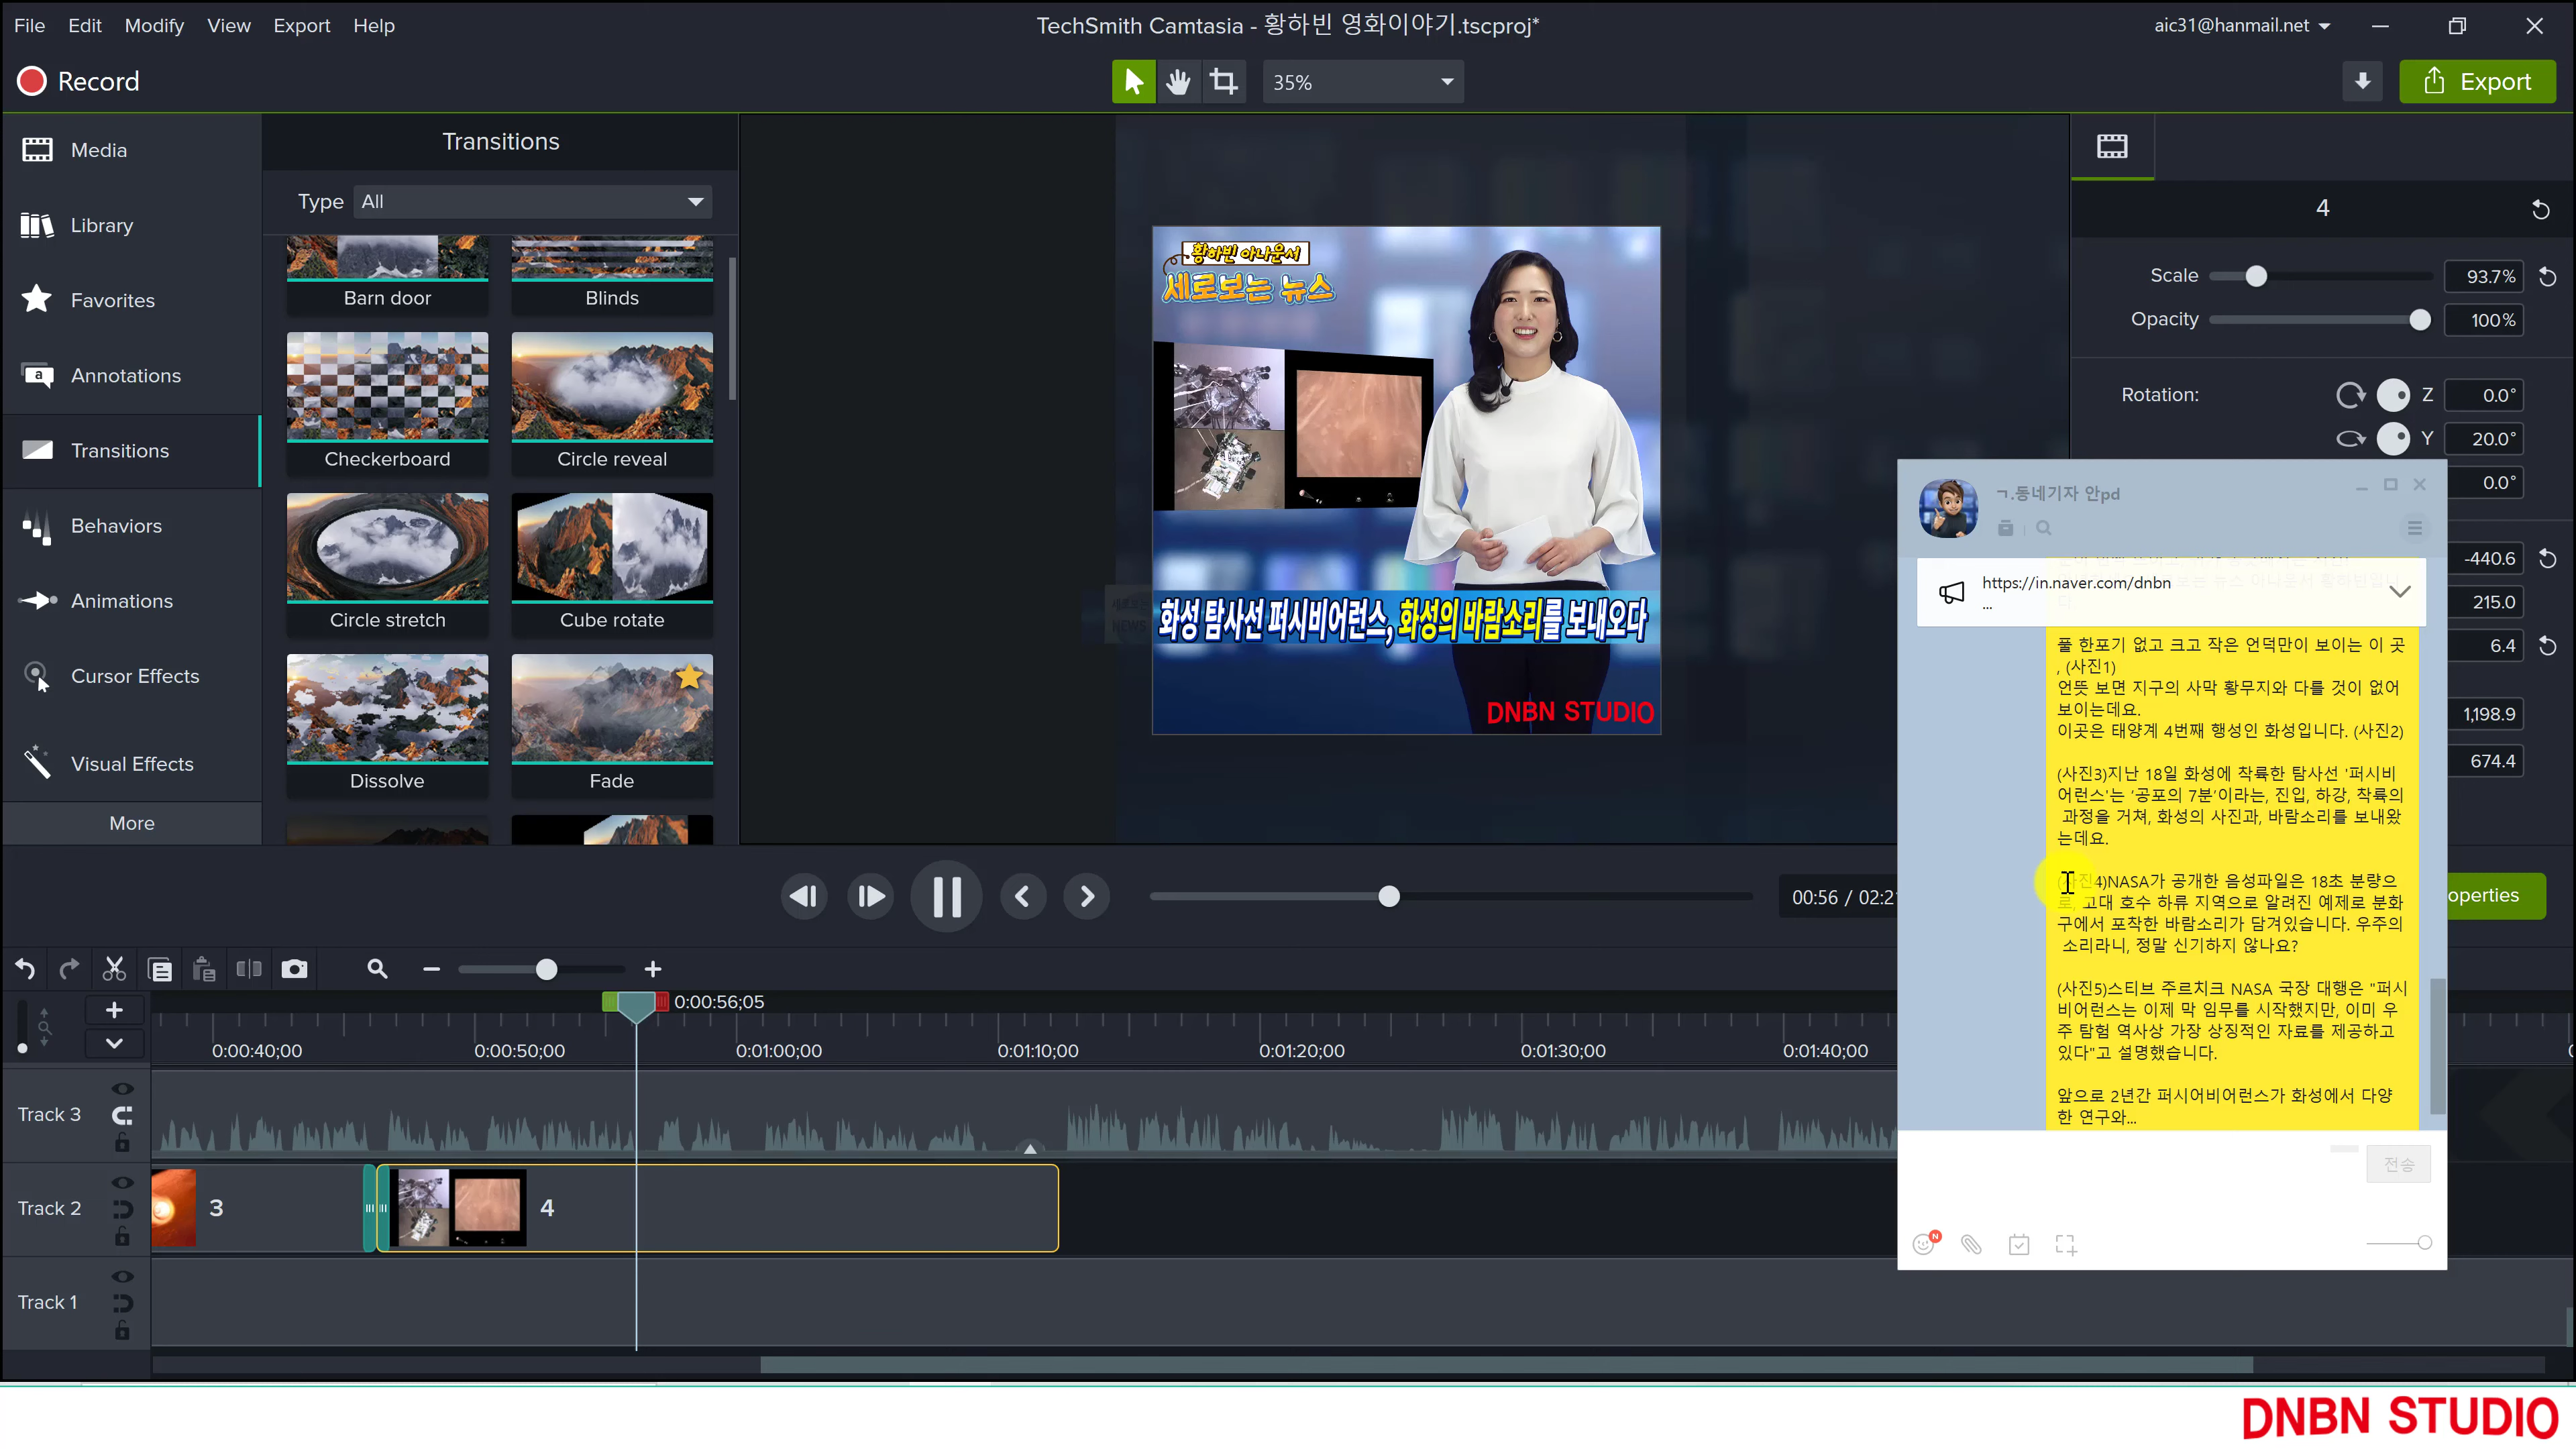 File Edit Modify View Export Help
TechSmith Camtasia - 황하빈 영화이야기.tscproj*
aic31@hanmail.net
Record
35%
Export
Media
Library
Favorites
Annotations
Transitions
Behaviors
Animations
Cursor Effects
Visual Effects
More
Transitions
Type All
Barn door Blinds
Checkerboard Circle reveal
Circle stretch Cube rotate
Dissolve Fade
황하빈 아나운서
세로보는 뉴스
화성 탐사선 퍼시비어런스, 화성의 바람소리를 보내오다
DNBN STUDIO
NEWS
4
Scale 93.7%
Opacity 100%
Rotation: Z 0.0°
Y 20.0°
0.0°
-440.6
215.0
6.4
1,198.9
674.4
operties
ㄱ.동네기자 안pd
https://in.naver.com/dnbn
...
풀 한포기 없고 크고 작은 언덕만이 보이는 이 곳
, (사진1)
언뜻 보면 지구의 사막 황무지와 다를 것이 없어
보이는데요.
이곳은 태양계 4번째 행성인 화성입니다. (사진2)
(사진3)지난 18일 화성에 착륙한 탐사선 '퍼시비
어런스'는 ‘공포의 7분’이라는, 진입, 하강, 착륙의
과정을 거쳐, 화성의 사진과, 바람소리를 보내왔
는데요.
(사진4)NASA가 공개한 음성파일은 18초 분량으
로, 고대 호수 하류 지역으로 알려진 예제로 분화
구에서 포착한 바람소리가 담겨있습니다. 우주의
소리라니, 정말 신기하지 않나요?
(사진5)스티브 주르치크 NASA 국장 대행은 "퍼시
비어런스는 이제 막 임무를 시작했지만, 이미 우
주 탐험 역사상 가장 상징적인 자료를 제공하고
있다"고 설명했습니다.
앞으로 2년간 퍼시어비어런스가 화성에서 다양
한 연구와...
전송
00:56 / 02:2
0:00:56;05
0:00:40;00 0:00:50;00 0:01:00;00 0:01:10;00 0:01:20;00 0:01:30;00 0:01:40;00
Track 3
Track 2
3
4
Track 1
DNBN STUDIO